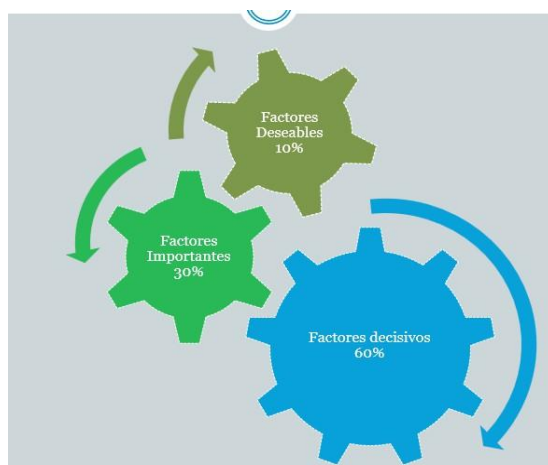 Factores
Deseables
10%
Factores
Importantes
30%
Factores decisivos
60%